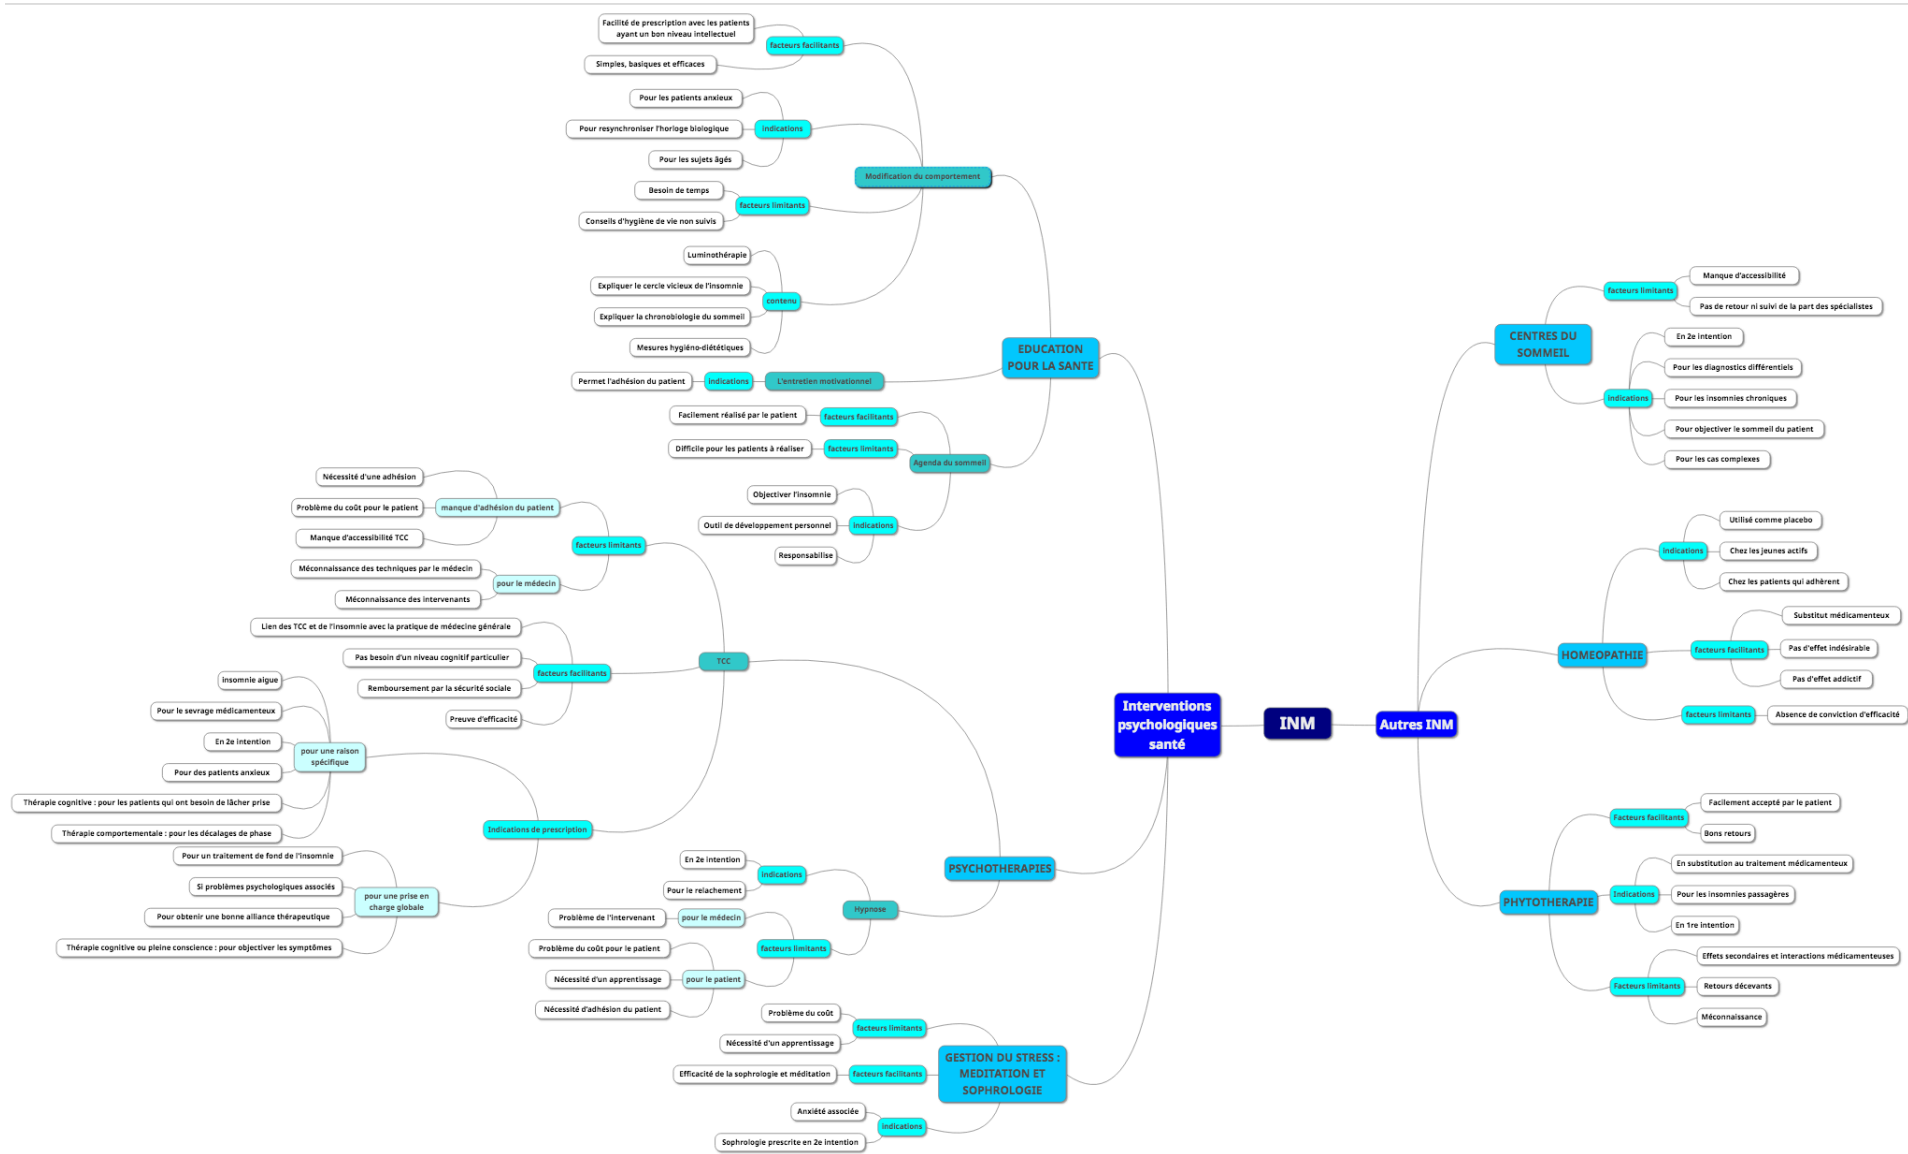 Facilité de prescription avec les patients
ayant un bon niveau intellectuel
facteurs facilitants
Simples, basiques et efficaces
Pour les patients anxieux
Pour resynchroniser l'horloge biologique
indications
Pour les sujets âgés
Modification du comportement
Besoin de temps
facteurs limitants
Conseils d'hygiène de vie non suivis
Luminothérapie
Expliquer le cercle vicieux de l'insomnie
contenu
Expliquer la chronobiologie du sommeil
Mesures hygiéno-diététiques
EDUCATION
POUR LA SANTE
Permet l'adhésion du patient
indications
L'entretien motivationnel
Facilement réalisé par le patient
facteurs facilitants
Difficile pour les patients à réaliser
facteurs limitants
Agenda du sommeil
Objectiver l'insomnie
Outil de développement personnel
indications
Responsabilise
Nécessité d'une adhésion
Problème du coût pour le patient
manque d'adhésion du patient
Manque d'accessibilité TCC
facteurs limitants
Méconnaissance des techniques par le médecin
pour le médecin
Méconnaissance des intervenants
Lien des TCC et de l'insomnie avec la pratique de médecine générale
Pas besoin d'un niveau cognitif particulier
facteurs facilitants
Remboursement par la sécurité sociale
Preuve d'efficacité
TCC
insomnie aigue
Pour le sevrage médicamenteux
En 2e intention
pour une raison
spécifique
Pour des patients anxieux
Thérapie cognitive : pour les patients qui ont besoin de lâcher prise
Thérapie comportementale : pour les décalages de phase
Indications de prescription
Pour un traitement de fond de l'insomnie
Si problèmes psychologiques associés
pour une prise en
charge globale
Pour obtenir une bonne alliance thérapeutique
Thérapie cognitive ou pleine conscience : pour objectiver les symptômes
PSYCHOTHERAPIES
En 2e intention
indications
Pour le relachement
Hypnose
Problème de l'intervenant
pour le médecin
facteurs limitants
Problème du coût pour le patient
Nécessité d'un apprentissage
pour le patient
Nécessité d'adhésion du patient
Problème du coût
facteurs limitants
Nécessité d'un apprentissage
GESTION DU STRESS :
MEDITATION ET
SOPHROLOGIE
Efficacité de la sophrologie et méditation
facteurs facilitants
Anxiété associée
indications
Sophrologie prescrite en 2e intention
Interventions
psychologiques
santé
INM
Autres INM
CENTRES DU
SOMMEIL
facteurs limitants
Manque d'accessibilité
Pas de retour ni suivi de la part des spécialistes
indications
En 2e intention
Pour les diagnostics différentiels
Pour les insomnies chroniques
Pour objectiver le sommeil du patient
Pour les cas complexes
HOMEOPATHIE
indications
Utilisé comme placebo
Chez les jeunes actifs
Chez les patients qui adhèrent
facteurs facilitants
Substitut médicamenteux
Pas d'effet indésirable
Pas d'effet addictif
facteurs limitants
Absence de conviction d'efficacité
PHYTOTHERAPIE
Facteurs facilitants
Facilement accepté par le patient
Bons retours
Indications
En substitution au traitement médicamenteux
Pour les insomnies passagères
En 1re intention
Facteurs limitants
Effets secondaires et interactions médicamenteuses
Retours décevants
Méconnaissance